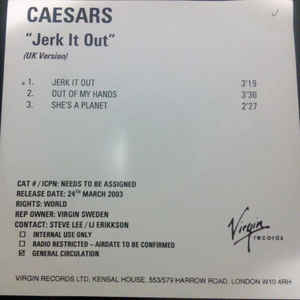 CAESARS
"Jerk It Out"
(UK Version)
1. JERK IT OUT 3'19
2. OUT OF MY HANDS 3'36
3. SHE'S A PLANET 2'27
CAT # / ICPN: NEEDS TO BE ASSIGNED
RELEASE DATE: 24TH MARCH 2003
RIGHTS: WORLD
REP OWNER: VIRGIN SWEDEN
CONTACT: STEVE LEE / IJ ERIKKSON
INTERNAL USE ONLY
RADIO RESTRICTED – AIRDATE TO BE CONFIRMED
☑ GENERAL CIRCULATION
Virgin
records
VIRGIN RECORDS LTD, KENSAL HOUSE, 553/579 HARROW ROAD, LONDON W10 4RH